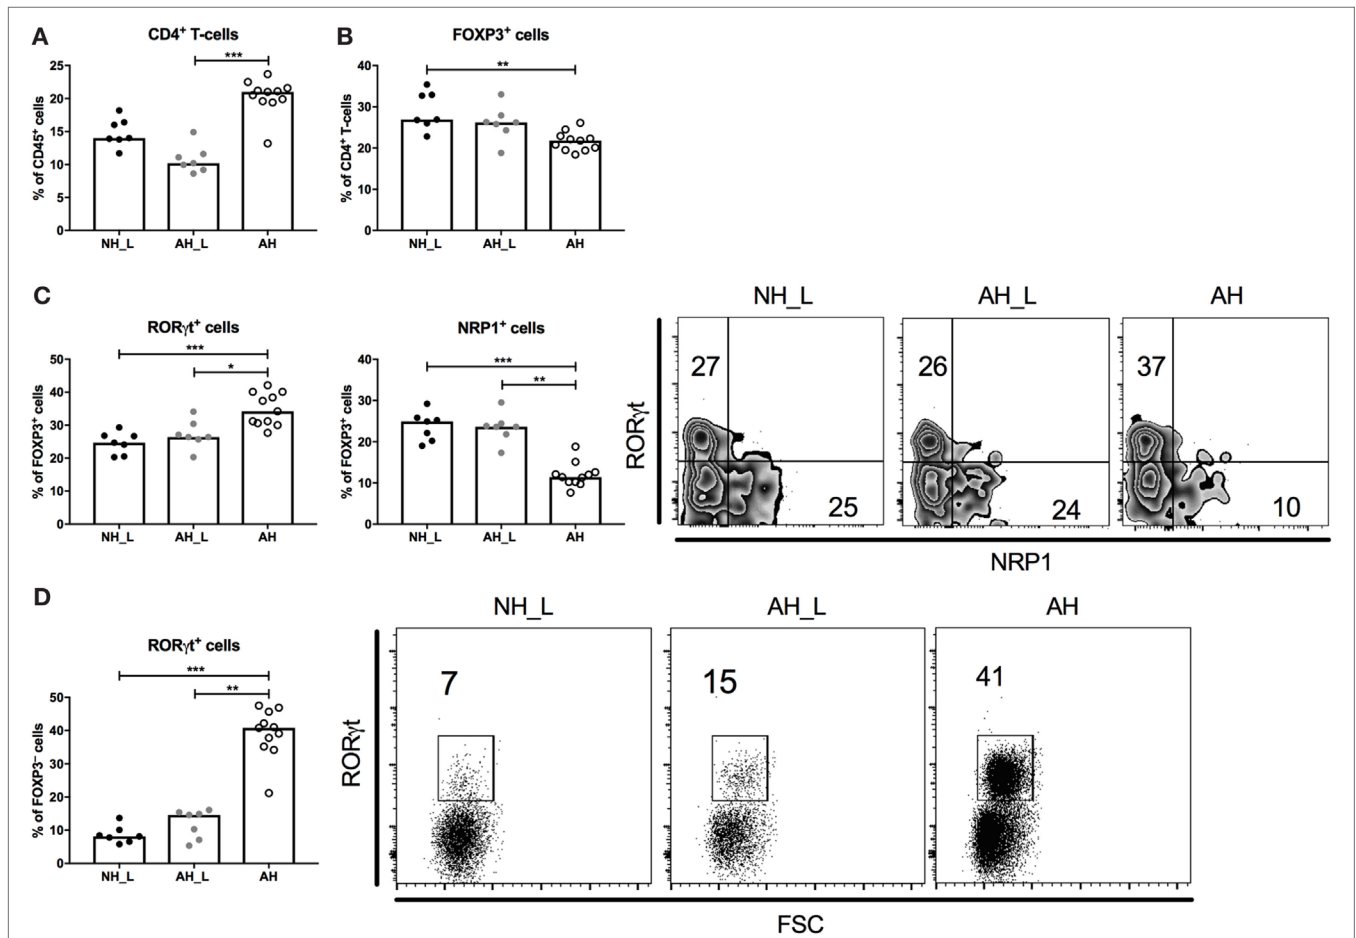 A
CD4+ T-cells
***
% of CD45+ cells
25
20
15
10
5
0
NH_L AH_L AH
B
FOXP3+ cells
**
% of CD4+ T-cells
40
30
20
10
0
NH_L AH_L AH
C
RORγt+ cells
***
*
% of FOXP3+ cells
50
40
30
20
10
0
NH_L AH_L AH
NRP1+ cells
***
**
% of FOXP3+ cells
40
30
20
10
0
NH_L AH_L AH
NH_L AH_L AH
RORγt
27 26 37
25 24 10
NRP1
D
RORγt+ cells
***
**
% of FOXP3− cells
50
40
30
20
10
0
NH_L AH_L AH
NH_L AH_L AH
RORγt
7 15 41
FSC